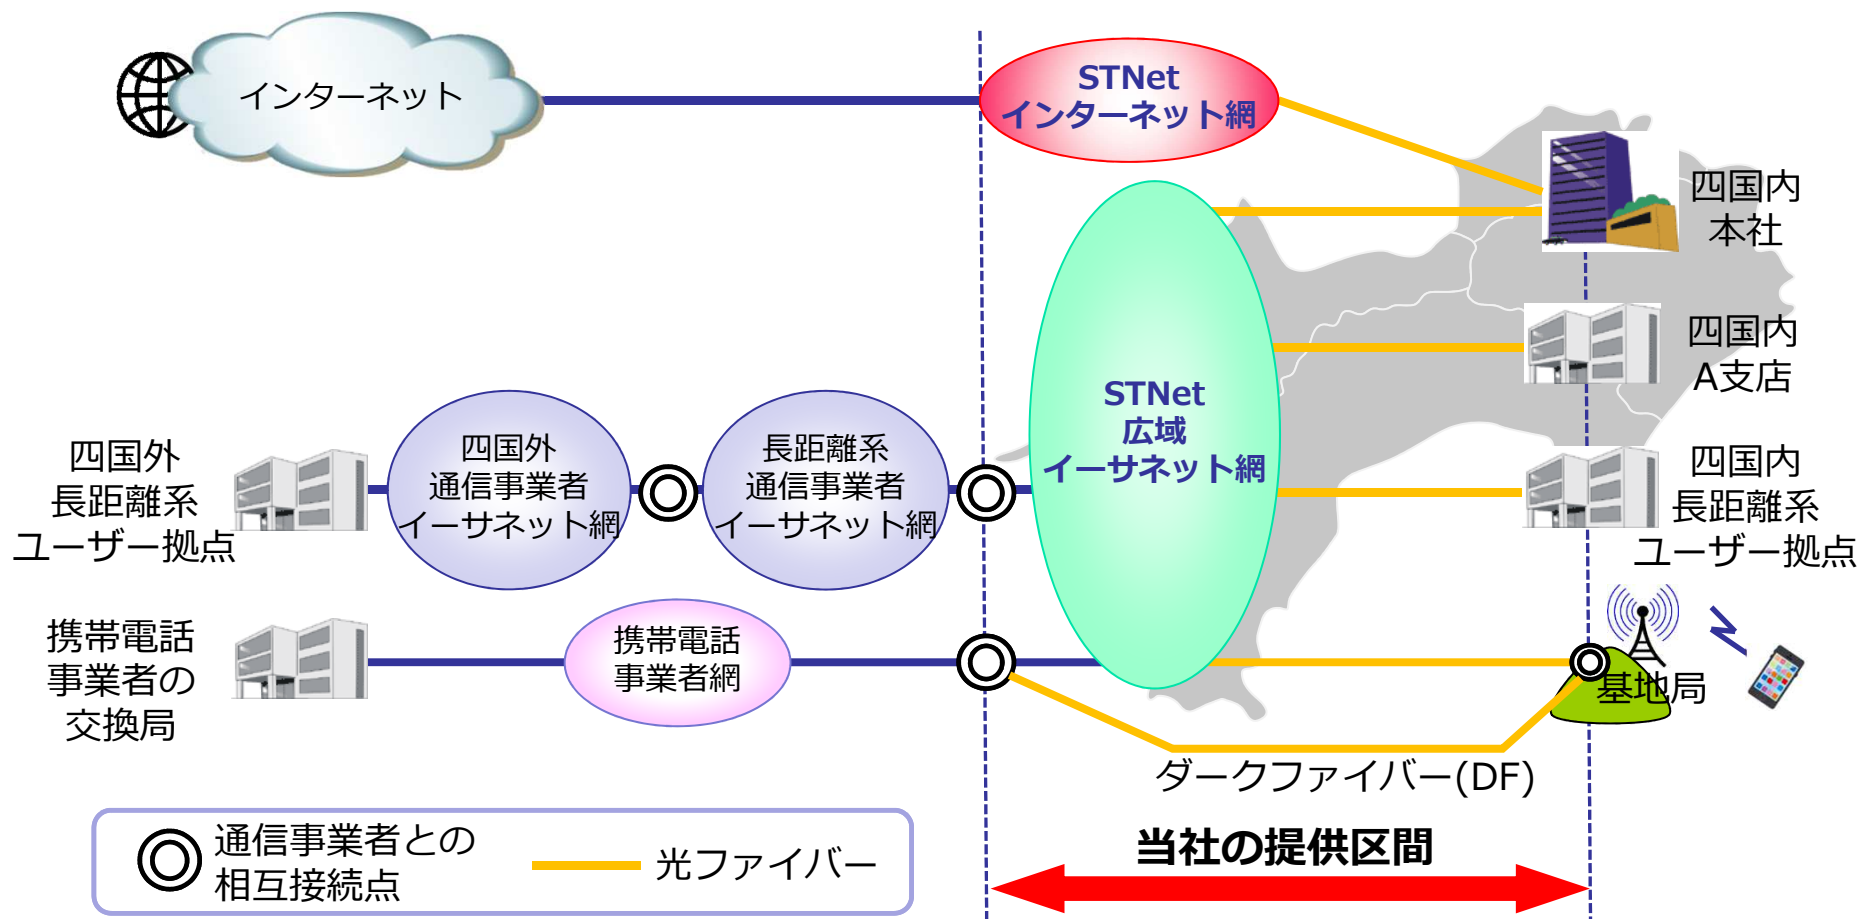 インターネット
STNet
インターネット網
四国内
本社
四国内
A支店
STNet
広域
イーサネット網
四国外
長距離系
ユーザー拠点
四国外
通信事業者
イーサネット網
長距離系
通信事業者
イーサネット網
四国内
長距離系
ユーザー拠点
携帯電話
事業者の
交換局
携帯電話
事業者網
基地局
ダークファイバー(DF)
通信事業者との
相互接続点
光ファイバー
当社の提供区間